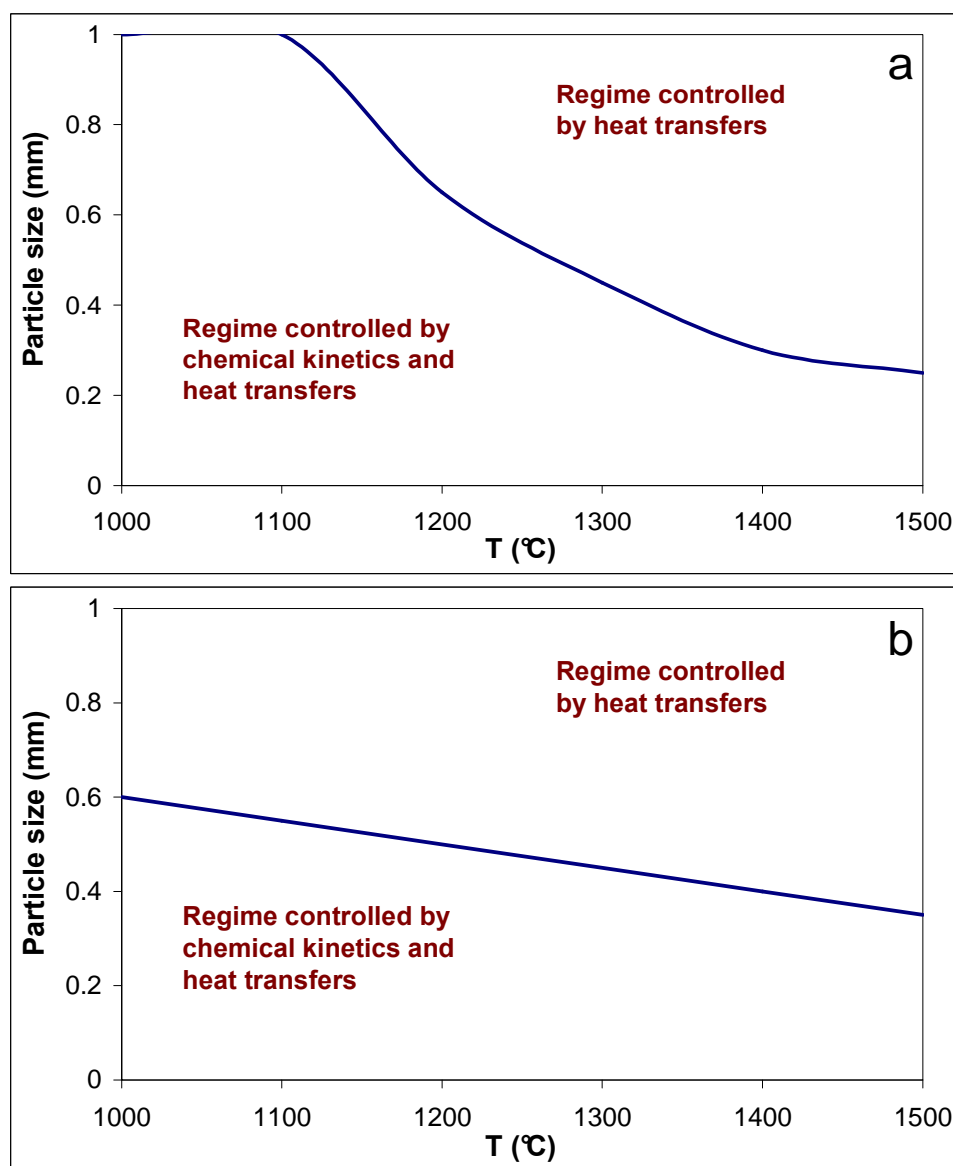 a
1
0.8
0.6
0.4
0.2
0
Particle size (mm)
Regime controlled
by heat transfers
Regime controlled by
chemical kinetics and
heat transfers
1000 1100 1200 1300 1400 1500
T (°C)
b
1
0.8
0.6
0.4
0.2
0
Particle size (mm)
Regime controlled
by heat transfers
Regime controlled by
chemical kinetics and
heat transfers
1000 1100 1200 1300 1400 1500
T (°C)